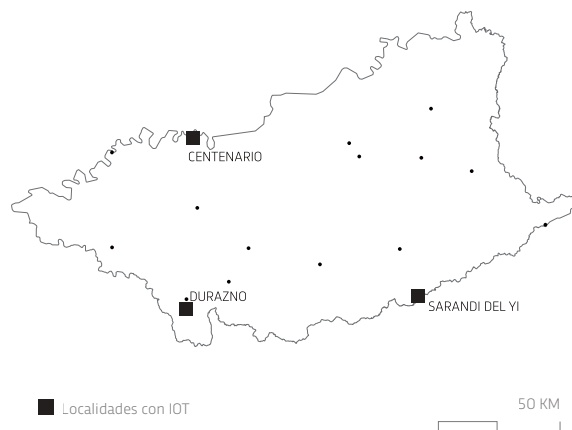 CENTENARIO
DURAZNO
SARANDI DEL YI
Localidades con IOT
50 KM